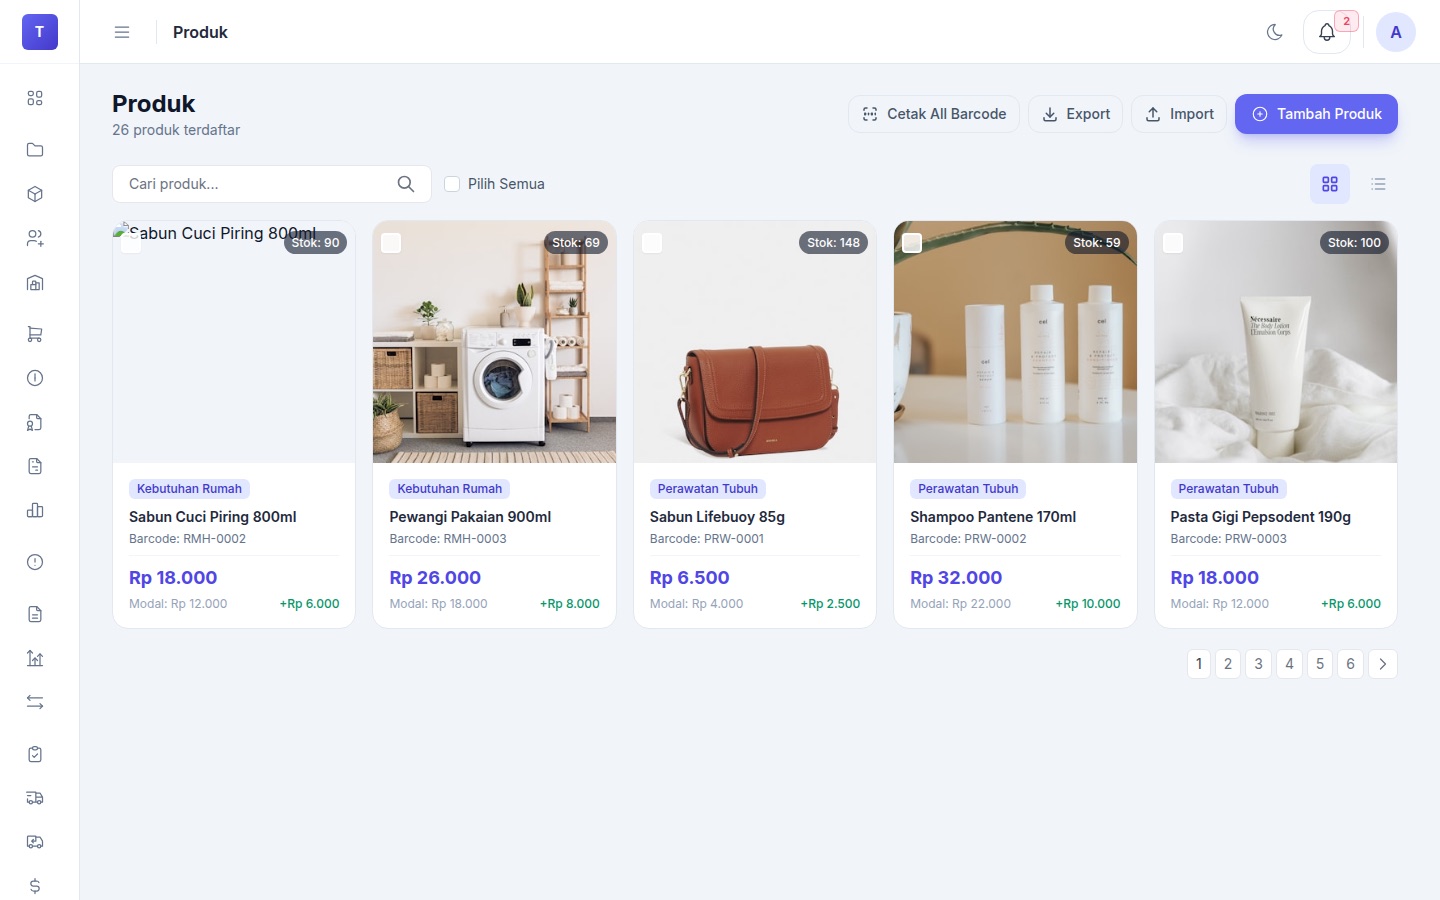 T
Produk
2
A
Produk
26 produk terdaftar
Cetak All Barcode
Export
Import
Tambah Produk
Cari produk...
Pilih Semua
Sabun Cuci Piring 800ml
Stok: 90
Stok: 69
Stok: 148
Stok: 59
Stok: 100
Nécessaire
The Body Lotion
Kebutuhan Rumah
Sabun Cuci Piring 800ml
Barcode: RMH-0002
Rp 18.000
Modal: Rp 12.000
+Rp 6.000
Kebutuhan Rumah
Pewangi Pakaian 900ml
Barcode: RMH-0003
Rp 26.000
Modal: Rp 18.000
+Rp 8.000
Perawatan Tubuh
Sabun Lifebuoy 85g
Barcode: PRW-0001
Rp 6.500
Modal: Rp 4.000
+Rp 2.500
Perawatan Tubuh
Shampoo Pantene 170ml
Barcode: PRW-0002
Rp 32.000
Modal: Rp 22.000
+Rp 10.000
Perawatan Tubuh
Pasta Gigi Pepsodent 190g
Barcode: PRW-0003
Rp 18.000
Modal: Rp 12.000
+Rp 6.000
1 2 3 4 5 6